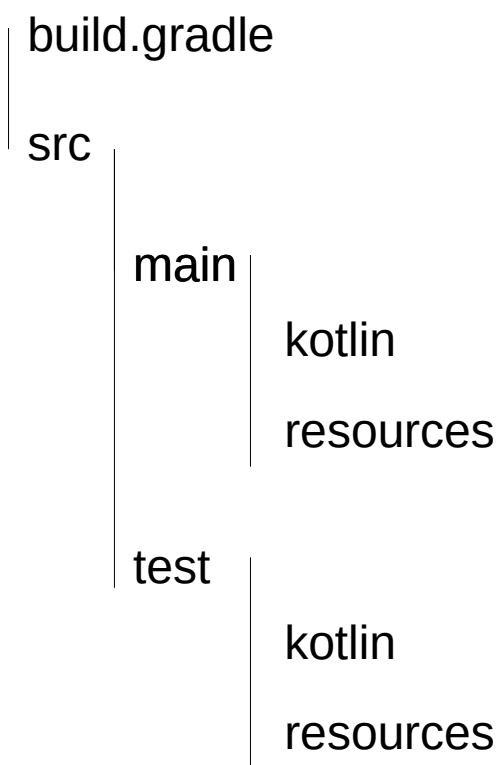 build.gradle
src
main
kotlin
resources
test
kotlin
resources